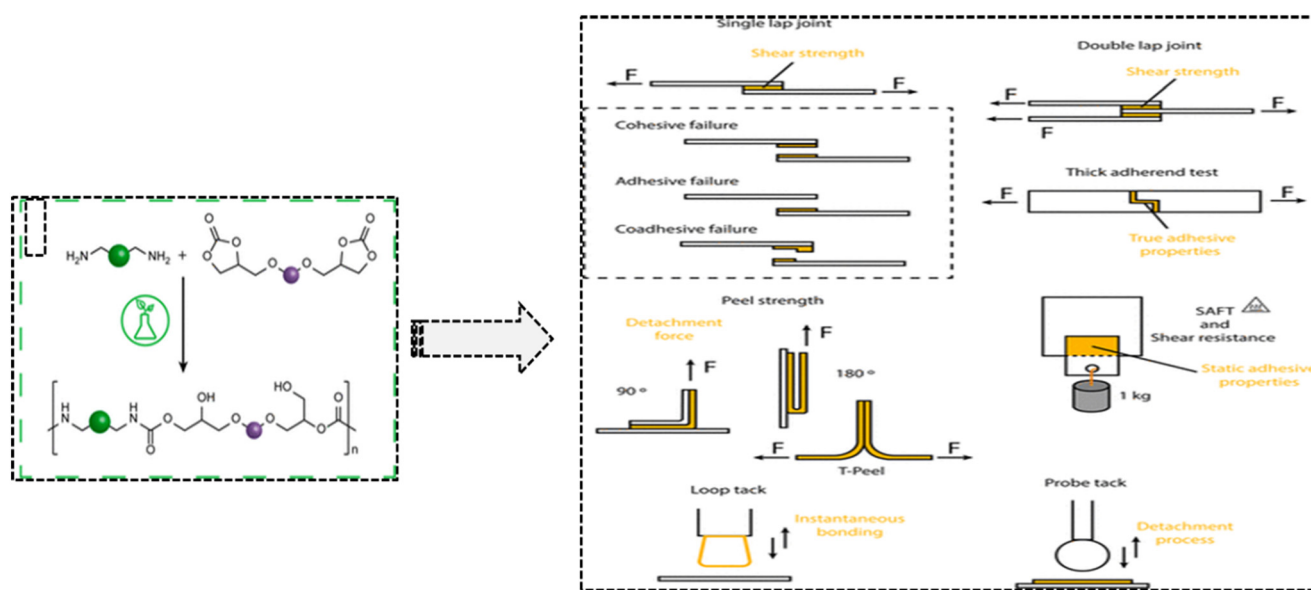 H₂N
NH₂
+
O
O
O
O
O
O
O
O
H
N
H
N
O
O
OH
O
O
HO
O
O
n
Single lap joint
Shear strength
F
F
Double lap joint
Shear strength
F
F
F
Cohesive failure
Adhesive failure
Coadhesive failure
Thick adherend test
F
F
True adhesive
properties
Peel strength
Detachment
force
F
90 °
F
180 °
F
F
T-Peel
SAFT
and
Shear resistance
Static adhesive
properties
1 kg
Loop tack
Instantaneous
bonding
Probe tack
Detachment
process